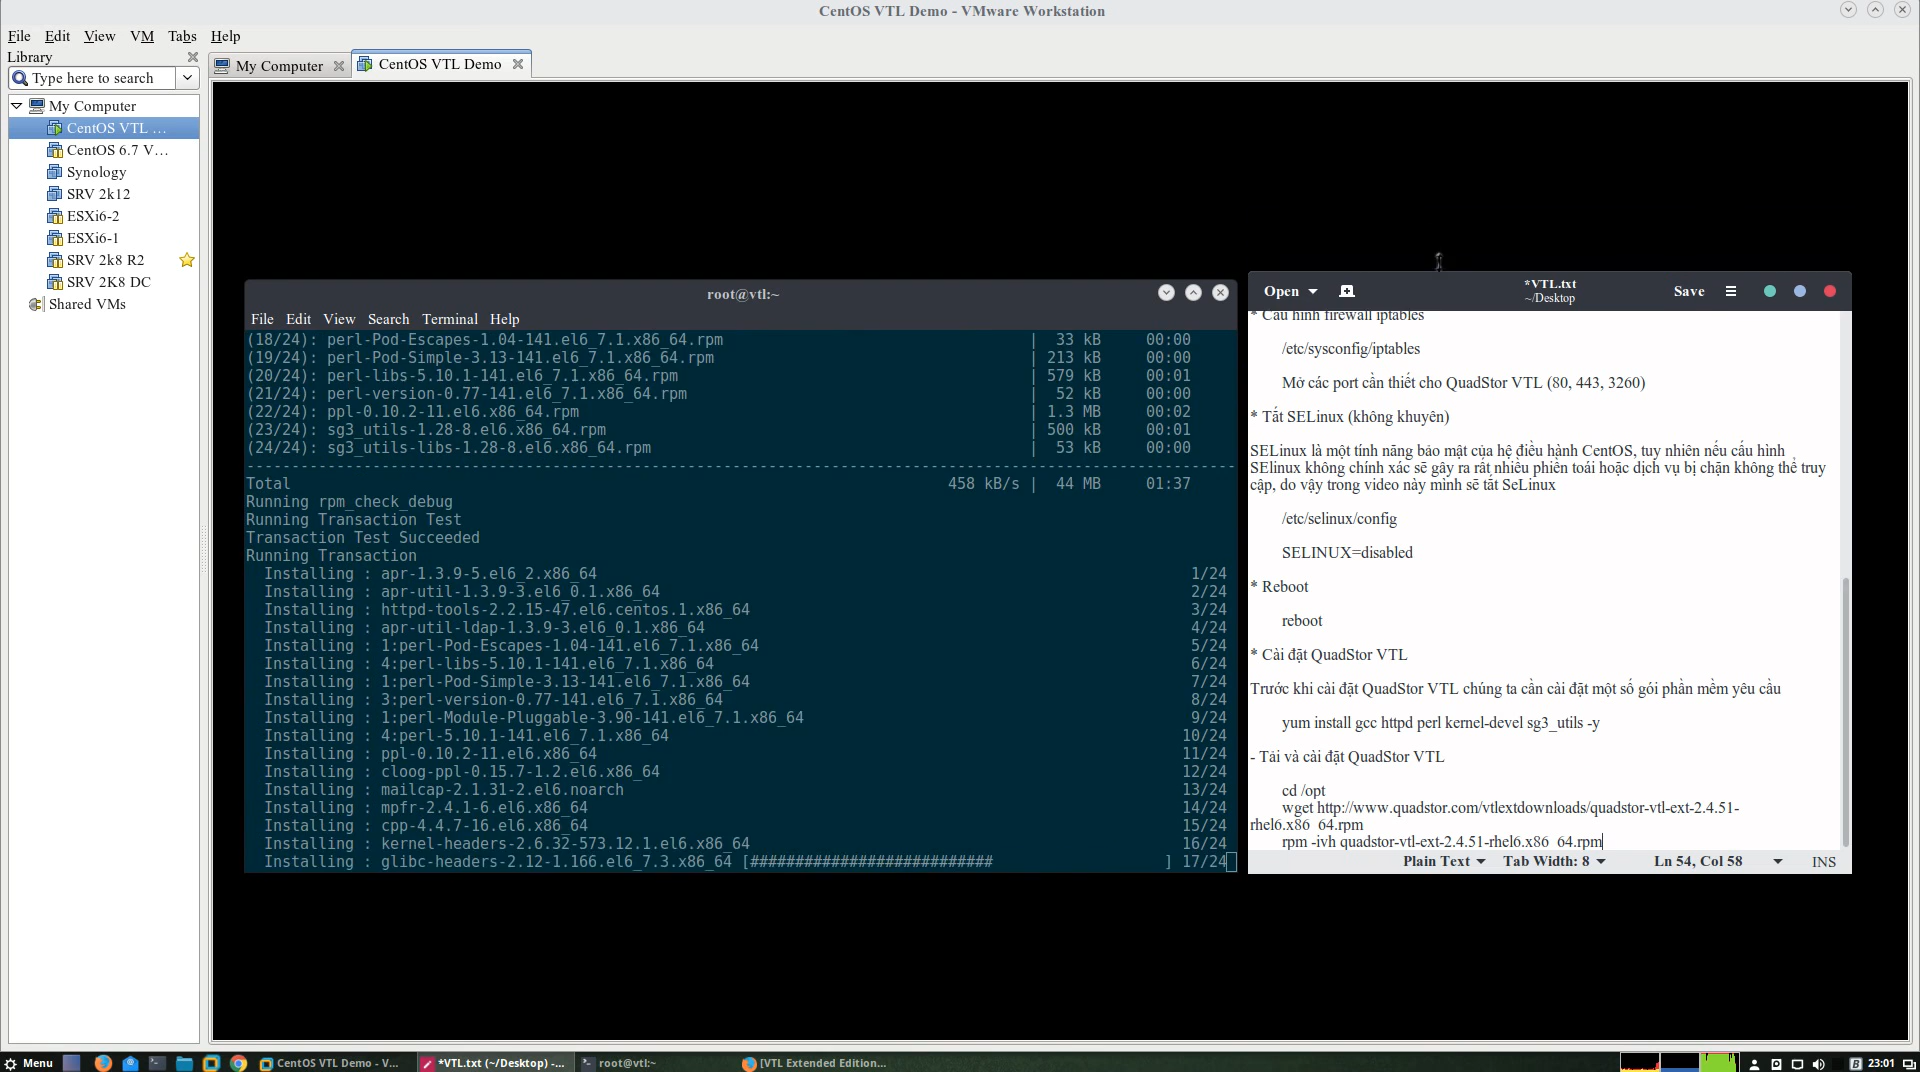 CentOS VTL Demo - VMware Workstation
File Edit View VM Tabs Help
Library
Type here to search
My Computer
CentOS VTL ...
CentOS 6.7 V...
Synology
SRV 2k12
ESXi6-2
ESXi6-1
SRV 2k8 R2
SRV 2K8 DC
Shared VMs
My Computer
CentOS VTL Demo
root@vtl:~
File Edit View Search Terminal Help
(18/24): perl-Pod-Escapes-1.04-141.el6_7.1.x86_64.rpm | 33 kB 00:00
(19/24): perl-Pod-Simple-3.13-141.el6_7.1.x86_64.rpm | 213 kB 00:00
(20/24): perl-libs-5.10.1-141.el6_7.1.x86_64.rpm | 579 kB 00:01
(21/24): perl-version-0.77-141.el6_7.1.x86_64.rpm | 52 kB 00:00
(22/24): ppl-0.10.2-11.el6.x86_64.rpm | 1.3 MB 00:02
(23/24): sg3_utils-1.28-8.el6.x86_64.rpm | 500 kB 00:01
(24/24): sg3_utils-libs-1.28-8.el6.x86_64.rpm | 53 kB 00:00
--------------------------------------------------------------------------------
Total 458 kB/s | 44 MB 01:37
Running rpm_check_debug
Running Transaction Test
Transaction Test Succeeded
Running Transaction
Installing : apr-1.3.9-5.el6_2.x86_64 1/24
Installing : apr-util-1.3.9-3.el6_0.1.x86_64 2/24
Installing : httpd-tools-2.2.15-47.el6.centos.1.x86_64 3/24
Installing : apr-util-ldap-1.3.9-3.el6_0.1.x86_64 4/24
Installing : 1:perl-Pod-Escapes-1.04-141.el6_7.1.x86_64 5/24
Installing : 4:perl-libs-5.10.1-141.el6_7.1.x86_64 6/24
Installing : 1:perl-Pod-Simple-3.13-141.el6_7.1.x86_64 7/24
Installing : 3:perl-version-0.77-141.el6_7.1.x86_64 8/24
Installing : 1:perl-Module-Pluggable-3.90-141.el6_7.1.x86_64 9/24
Installing : 4:perl-5.10.1-141.el6_7.1.x86_64 10/24
Installing : ppl-0.10.2-11.el6.x86_64 11/24
Installing : cloog-ppl-0.15.7-1.2.el6.x86_64 12/24
Installing : mailcap-2.1.31-2.el6.noarch 13/24
Installing : mpfr-2.4.1-6.el6.x86_64 14/24
Installing : cpp-4.4.7-16.el6.x86_64 15/24
Installing : kernel-headers-2.6.32-573.12.1.el6.x86_64 16/24
Installing : glibc-headers-2.12-1.166.el6_7.3.x86_64 [########################### ] 17/24
Open *VTL.txt Save
~/Desktop
* Cấu hình firewall iptables
/etc/sysconfig/iptables
Mở các port cần thiết cho QuadStor VTL (80, 443, 3260)
* Tắt SELinux (không khuyên)
SELinux là một tính năng bảo mật của hệ điều hành CentOS, tuy nhiên nếu cấu hình
SElinux không chính xác sẽ gây ra rất nhiều phiền toái hoặc dịch vụ bị chặn không thể truy
cập, do vậy trong video này mình sẽ tắt SeLinux
/etc/selinux/config
SELINUX=disabled
* Reboot
reboot
* Cài đặt QuadStor VTL
Trước khi cài đặt QuadStor VTL chúng ta cần cài đặt một số gói phần mềm yêu cầu
yum install gcc httpd perl kernel-devel sg3_utils -y
- Tải và cài đặt QuadStor VTL
cd /opt
wget http://www.quadstor.com/vtlextdownloads/quadstor-vtl-ext-2.4.51-
rhel6.x86_64.rpm
rpm -ivh quadstor-vtl-ext-2.4.51-rhel6.x86_64.rpm
Plain Text Tab Width: 8 Ln 54, Col 58 INS
Menu CentOS VTL Demo - V... *VTL.txt (~/Desktop) -... root@vtl:~ [VTL Extended Edition... 23:01